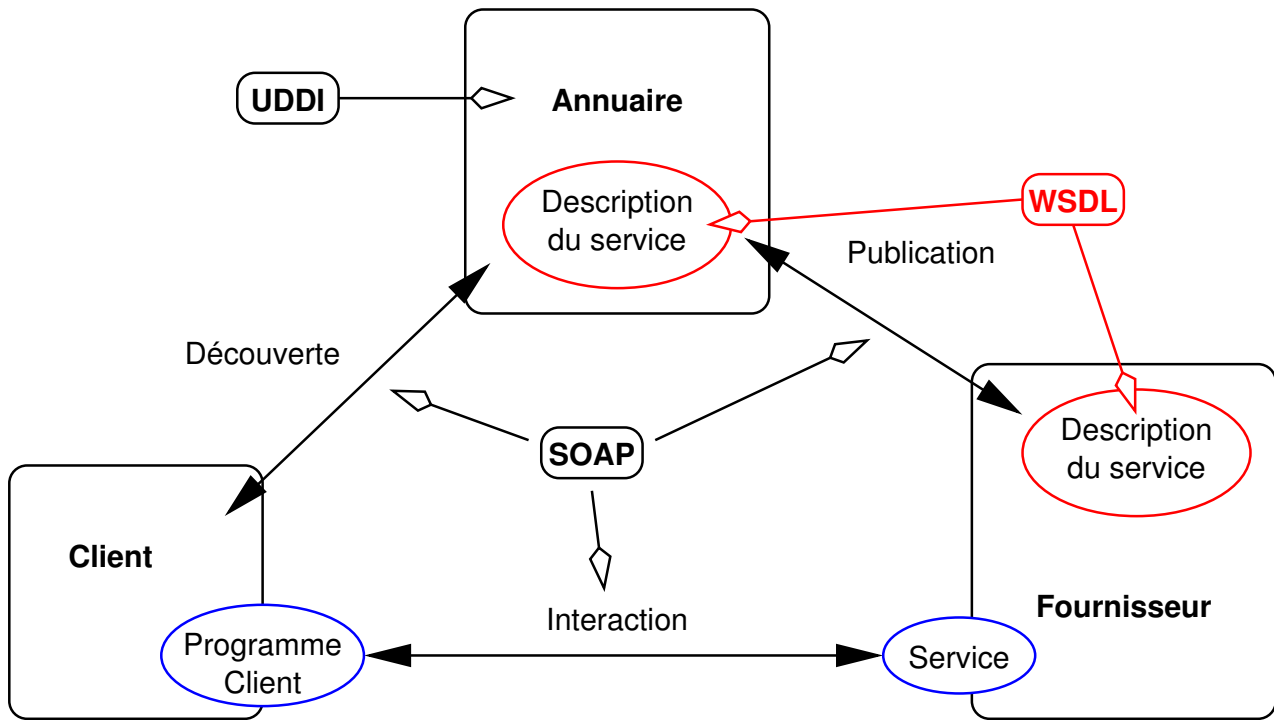 UDDI
Annuaire
Description
du service
WSDL
Publication
Découverte
SOAP
Description
du service
Client
Fournisseur
Interaction
Programme
Client
Service